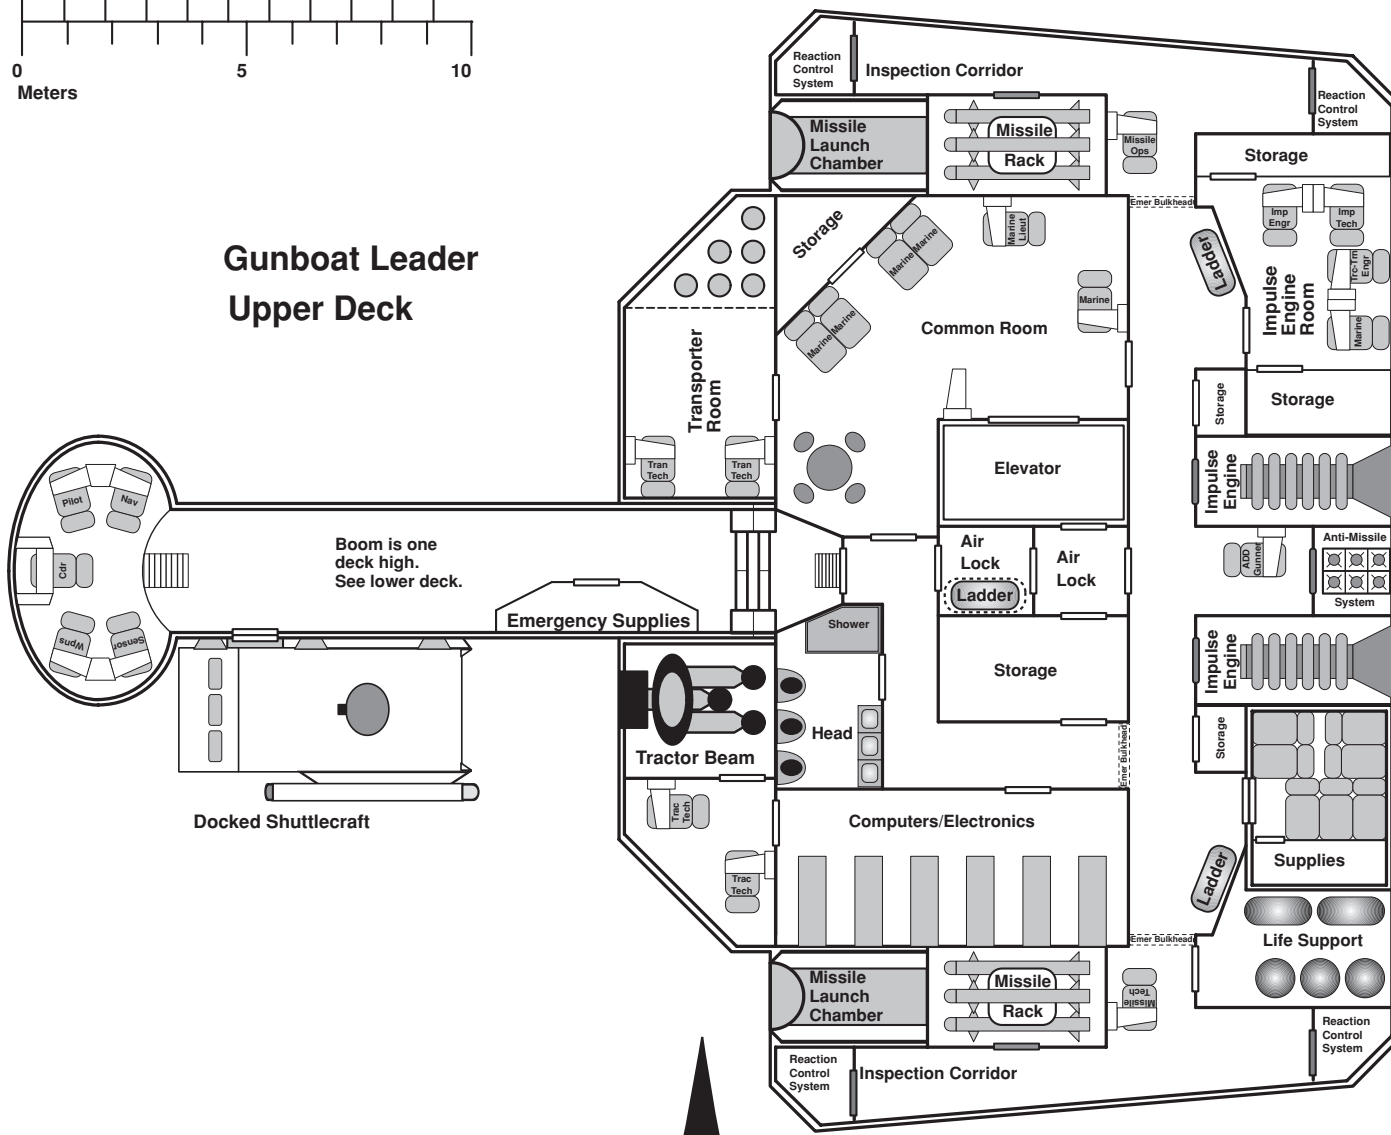 0
5
10
Meters
Gunboat Leader
Upper Deck
Reaction
Control
System
Inspection Corridor
Reaction
Control
System
Missile
Launch
Chamber
Missile
Rack
Missile
Ops
Storage
Emer Bulkhead
Storage
Marine
Marine
Marine
Lieut
Imp
Engr
Imp
Tech
Ladder
Trc-Trn
Engr
Marine
Impulse
Engine
Room
Marine
Common Room
Marine
Marine
Transporter
Room
Storage
Storage
Tran
Tech
Tran
Tech
Elevator
Impulse
Engine
Pilot
Nav
Cdr
Wpns
Sensor
Boom is one
deck high.
See lower deck.
Emergency Supplies
Air
Lock
Ladder
Air
Lock
ADD
Gunner
Anti-Missile
System
Shower
Storage
Impulse
Engine
Head
Tractor Beam
Emer Bulkhead
Storage
Docked Shuttlecraft
Trac
Tech
Computers/Electronics
Supplies
Trac
Tech
Ladder
Emer Bulkhead
Life Support
Missile
Launch
Chamber
Missile
Rack
Missile
Tech
Reaction
Control
System
Inspection Corridor
Reaction
Control
System